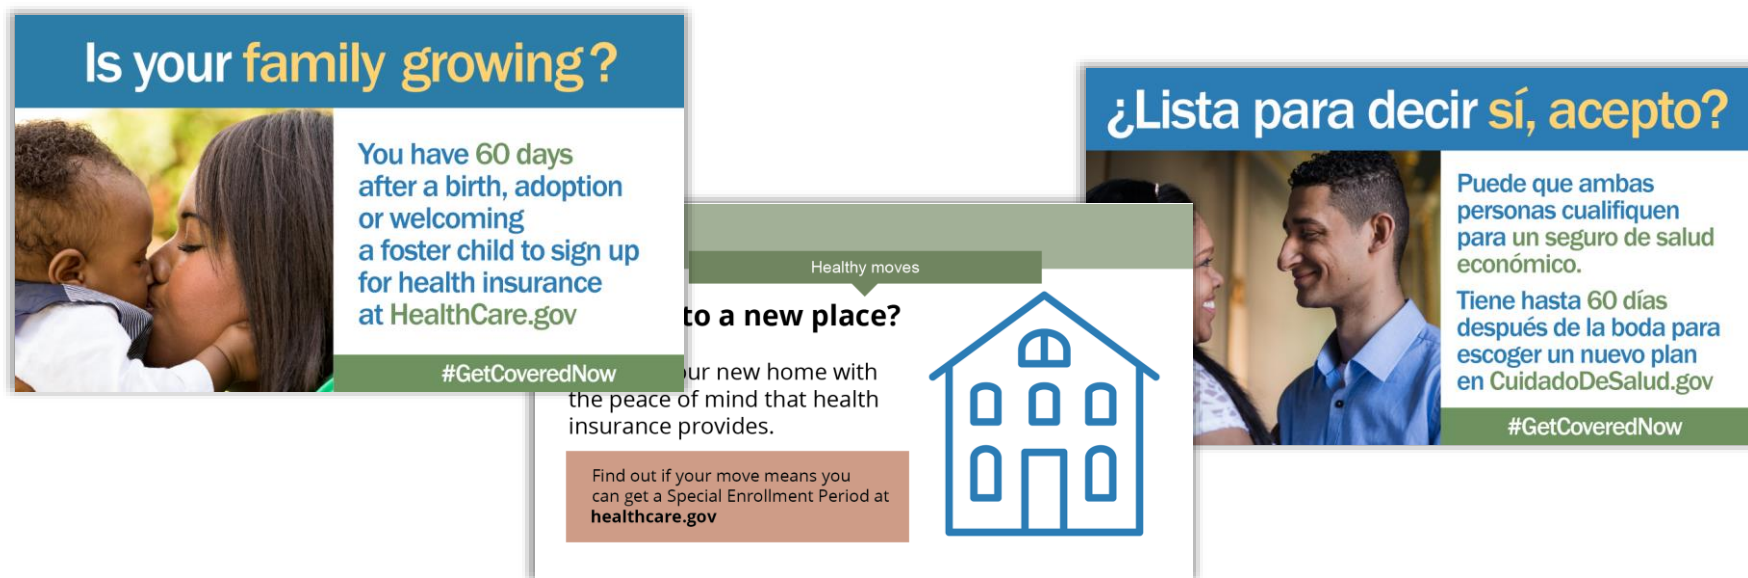 Is your family growing?
You have 60 days
after a birth, adoption
or welcoming
a foster child to sign up
for health insurance
at HealthCare.gov
#GetCoveredNow
Healthy moves
to a new place?
new home with
the peace of mind that health
insurance provides.
Find out if your move means you
can get a Special Enrollment Period at
healthcare.gov
¿Lista para decir sí, acepto?
Puede que ambas
personas cualifiquen
para un seguro de salud
económico.
Tiene hasta 60 días
después de la boda para
escoger un nuevo plan
en CuidadoDeSalud.gov
#GetCoveredNow